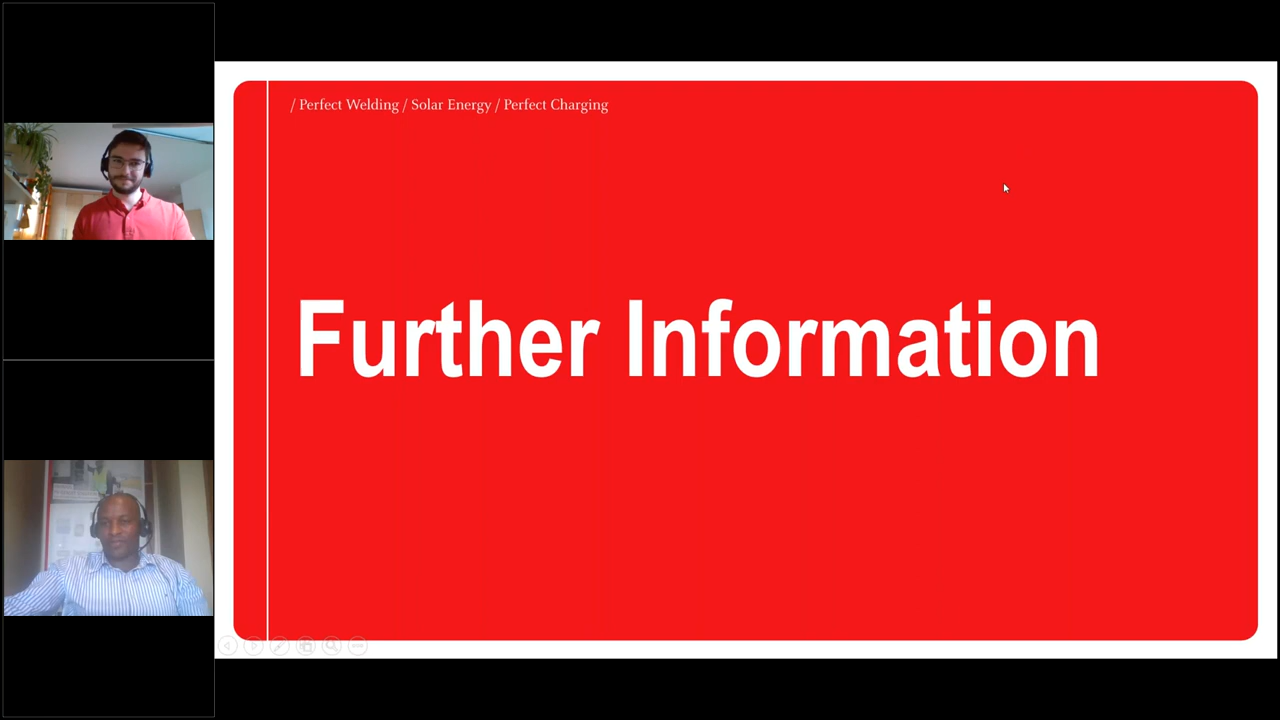 / Perfect Welding / Solar Energy / Perfect Charging
Further Information